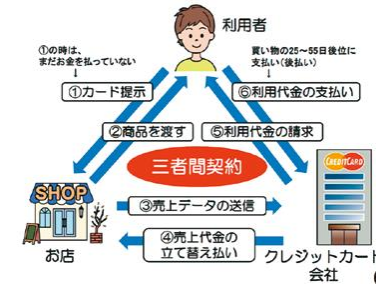 利用者
①の時は、
まだお金を払っていない
買い物の25~55日後位に
支払い(後払い)
①カード提示
⑥利用代金の支払い
②商品を渡す
⑤利用代金の請求
三者間契約
CREDITCARD
SHOP
③売上データの送信
④売上代金の
立て替え払い
お店
クレジットカード
会社